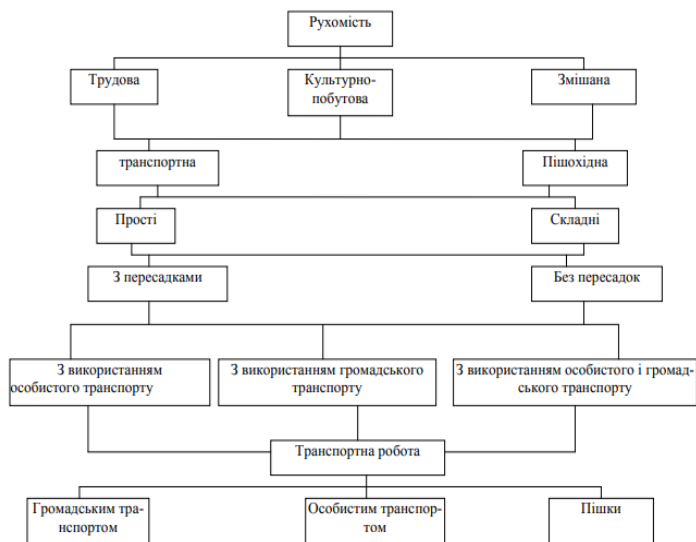 Рухомість
Трудова
Культурно-
побутова
Змішана
транспортна
Пішохідна
Прості
Складні
З пересадками
Без пересадок
З використанням
особистого транспорту
З використанням громадського
транспорту
З використанням особистого і громад-
ського транспорту
Транспортна робота
Громадським тра-
нспортом
Особистим транспор-
том
Пішки